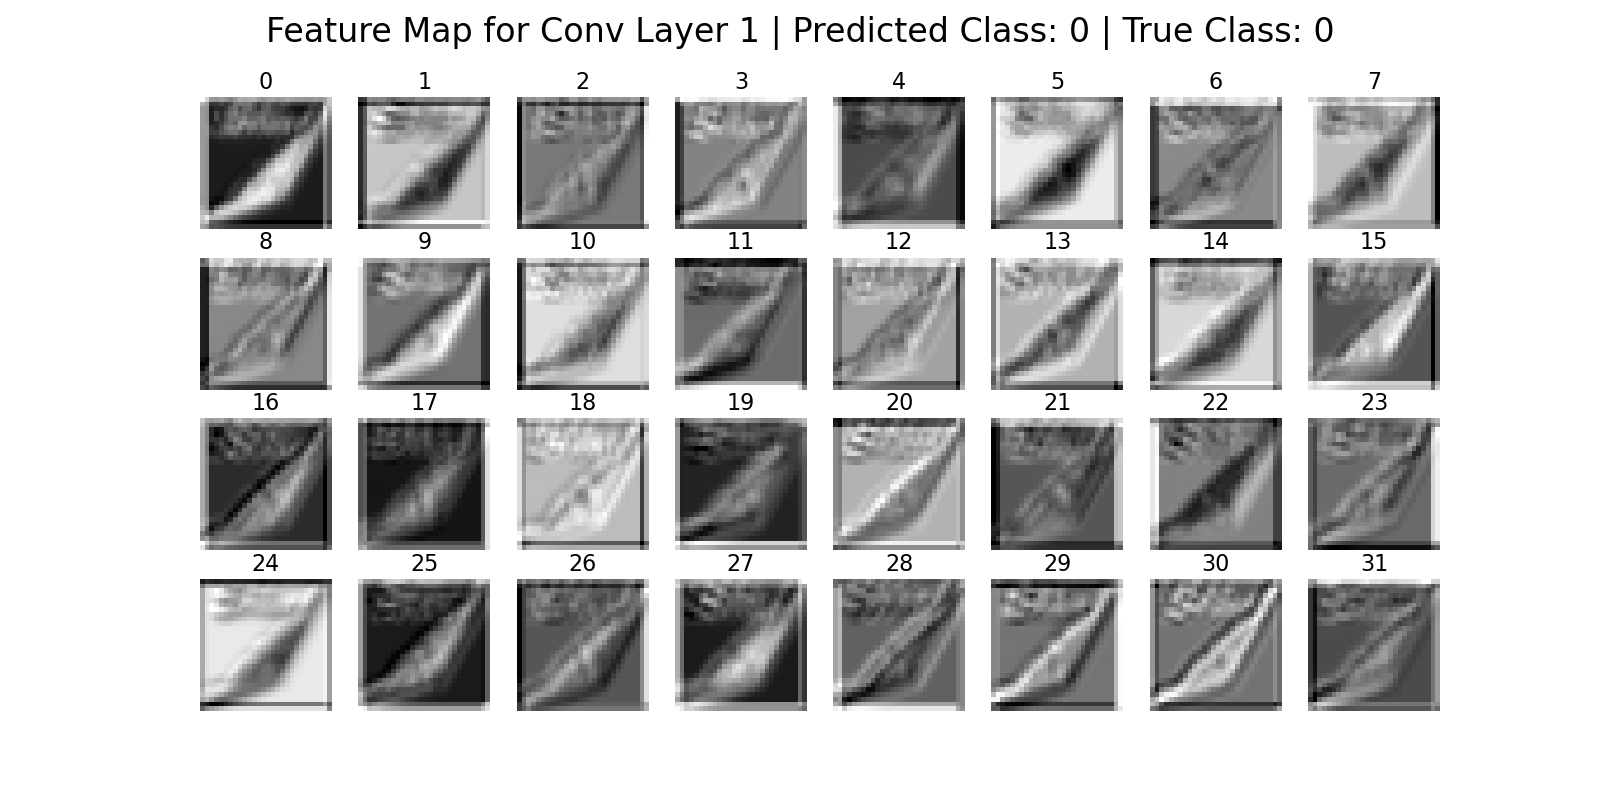 Feature Map for Conv Layer 1 | Predicted Class: 0 | True Class: 0
0 1 2 3 4 5 6 7
8 9 10 11 12 13 14 15
16 17 18 19 20 21 22 23
24 25 26 27 28 29 30 31